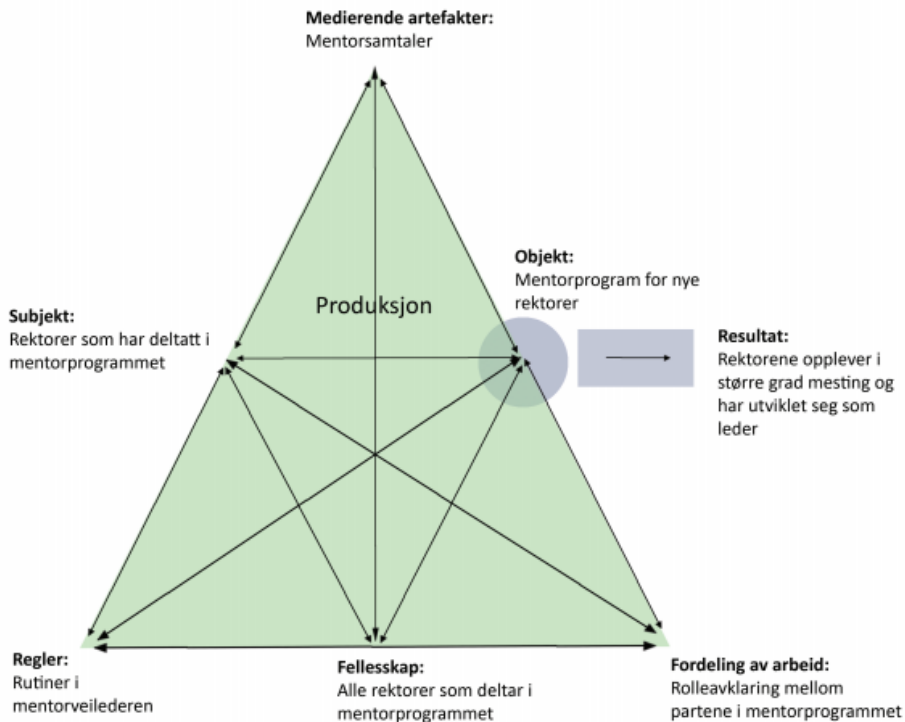 Medierende artefakter:
Mentorsamtaler
Objekt:
Mentorprogram for nye
rektorer
Produksjon
Subjekt:
Rektorer som har deltatt i
mentorprogrammet
Resultat:
Rektorene opplever i
større grad mesting og
har utviklet seg som
leder
Regler:
Rutiner i
mentorveilederen
Fellesskap:
Alle rektorer som deltar i
mentorprogrammet
Fordeling av arbeid:
Rolleavklaring mellom
partene i mentorprogrammet